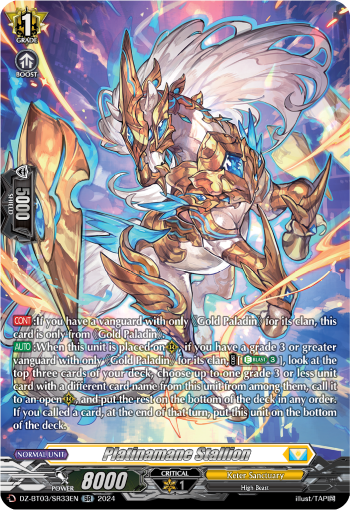 1
GRADE
BOOST
5000
SHIELD
CONT:If you have a vanguard with only 《Gold Paladin》 for its clan, this
card is only from 《Gold Paladin》.
AUTO:When this unit is placed on R, if you have a grade 3 or greater
vanguard with only 《Gold Paladin》 for its clan, [E-BLAST 3], look at the
top three cards of your deck, choose up to one grade 3 or less unit
card with a different card name from this unit from among them, call it
to an open R, and put the rest on the bottom of the deck in any order.
If you called a card, at the end of that turn, put this unit on the bottom
of the deck.
Platinamane Stallion
NORMAL UNIT
POWER 8000
CRITICAL
1
Keter Sanctuary
High Beast
DZ-BT03/SR33EN SR 2024
illust/TAPI岡